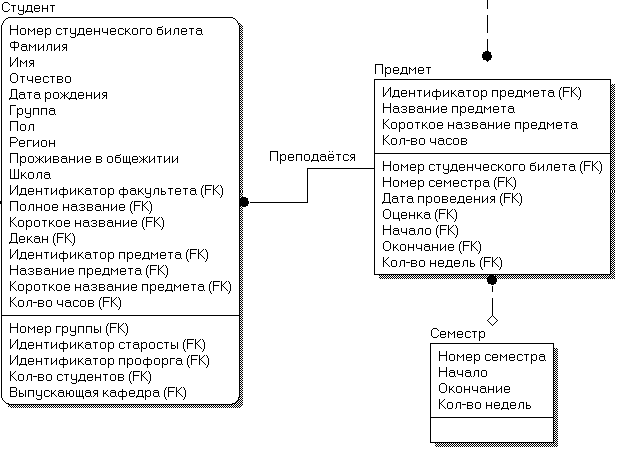 Студент
Номер студенческого билета
Фамилия
Имя
Отчество
Дата рождения
Группа
Пол
Регион
Проживание в общежитии
Школа
Идентификатор факультета (FK)
Полное название (FK)
Короткое название (FK)
Декан (FK)
Идентификатор предмета (FK)
Название предмета (FK)
Короткое название предмета (FK)
Кол-во часов (FK)
Номер группы (FK)
Идентификатор старосты (FK)
Идентификатор профорга (FK)
Кол-во студентов (FK)
Выпускающая кафедра (FK)
Преподаётся
Предмет
Идентификатор предмета (FK)
Название предмета
Короткое название предмета
Кол-во часов
Номер студенческого билета (FK)
Номер семестра (FK)
Дата проведения (FK)
Оценка (FK)
Начало (FK)
Окончание (FK)
Кол-во недель (FK)
Семестр
Номер семестра
Начало
Окончание
Кол-во недель